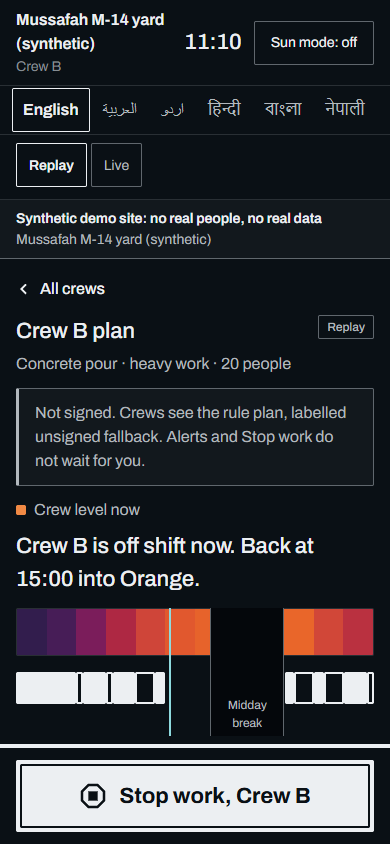 Mussafah M-14 yard
(synthetic)
Crew B
11:10
Sun mode: off
English
العربية
اردو
हिन्दी
বাংলা
नेपाली
Replay
Live
Synthetic demo site: no real people, no real data
Mussafah M-14 yard (synthetic)
All crews
Crew B plan
Replay
Concrete pour · heavy work · 20 people
Not signed. Crews see the rule plan, labelled
unsigned fallback. Alerts and Stop work do
not wait for you.
Crew level now
Crew B is off shift now. Back at
15:00 into Orange.
Midday
break
Stop work, Crew B